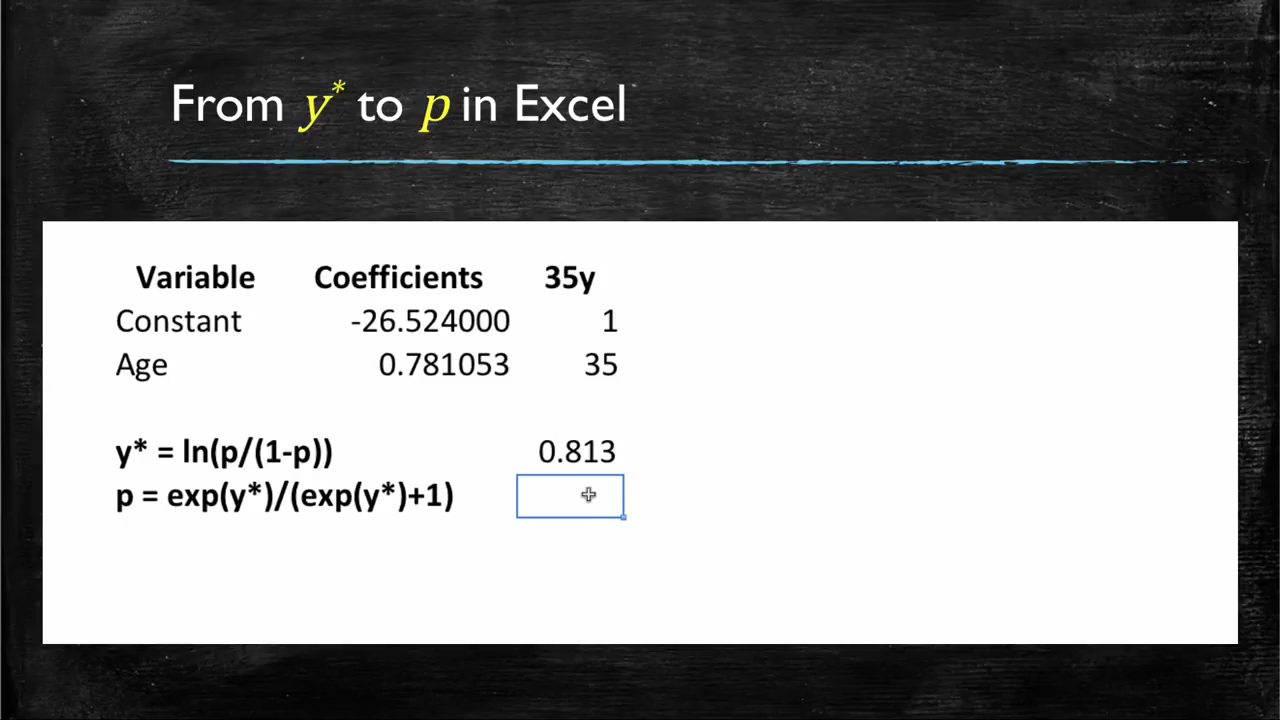 From y* to p in Excel
Variable Coefficients 35y
Constant -26.524000 1
Age 0.781053 35
y* = ln(p/(1-p)) 0.813
p = exp(y*)/(exp(y*)+1)